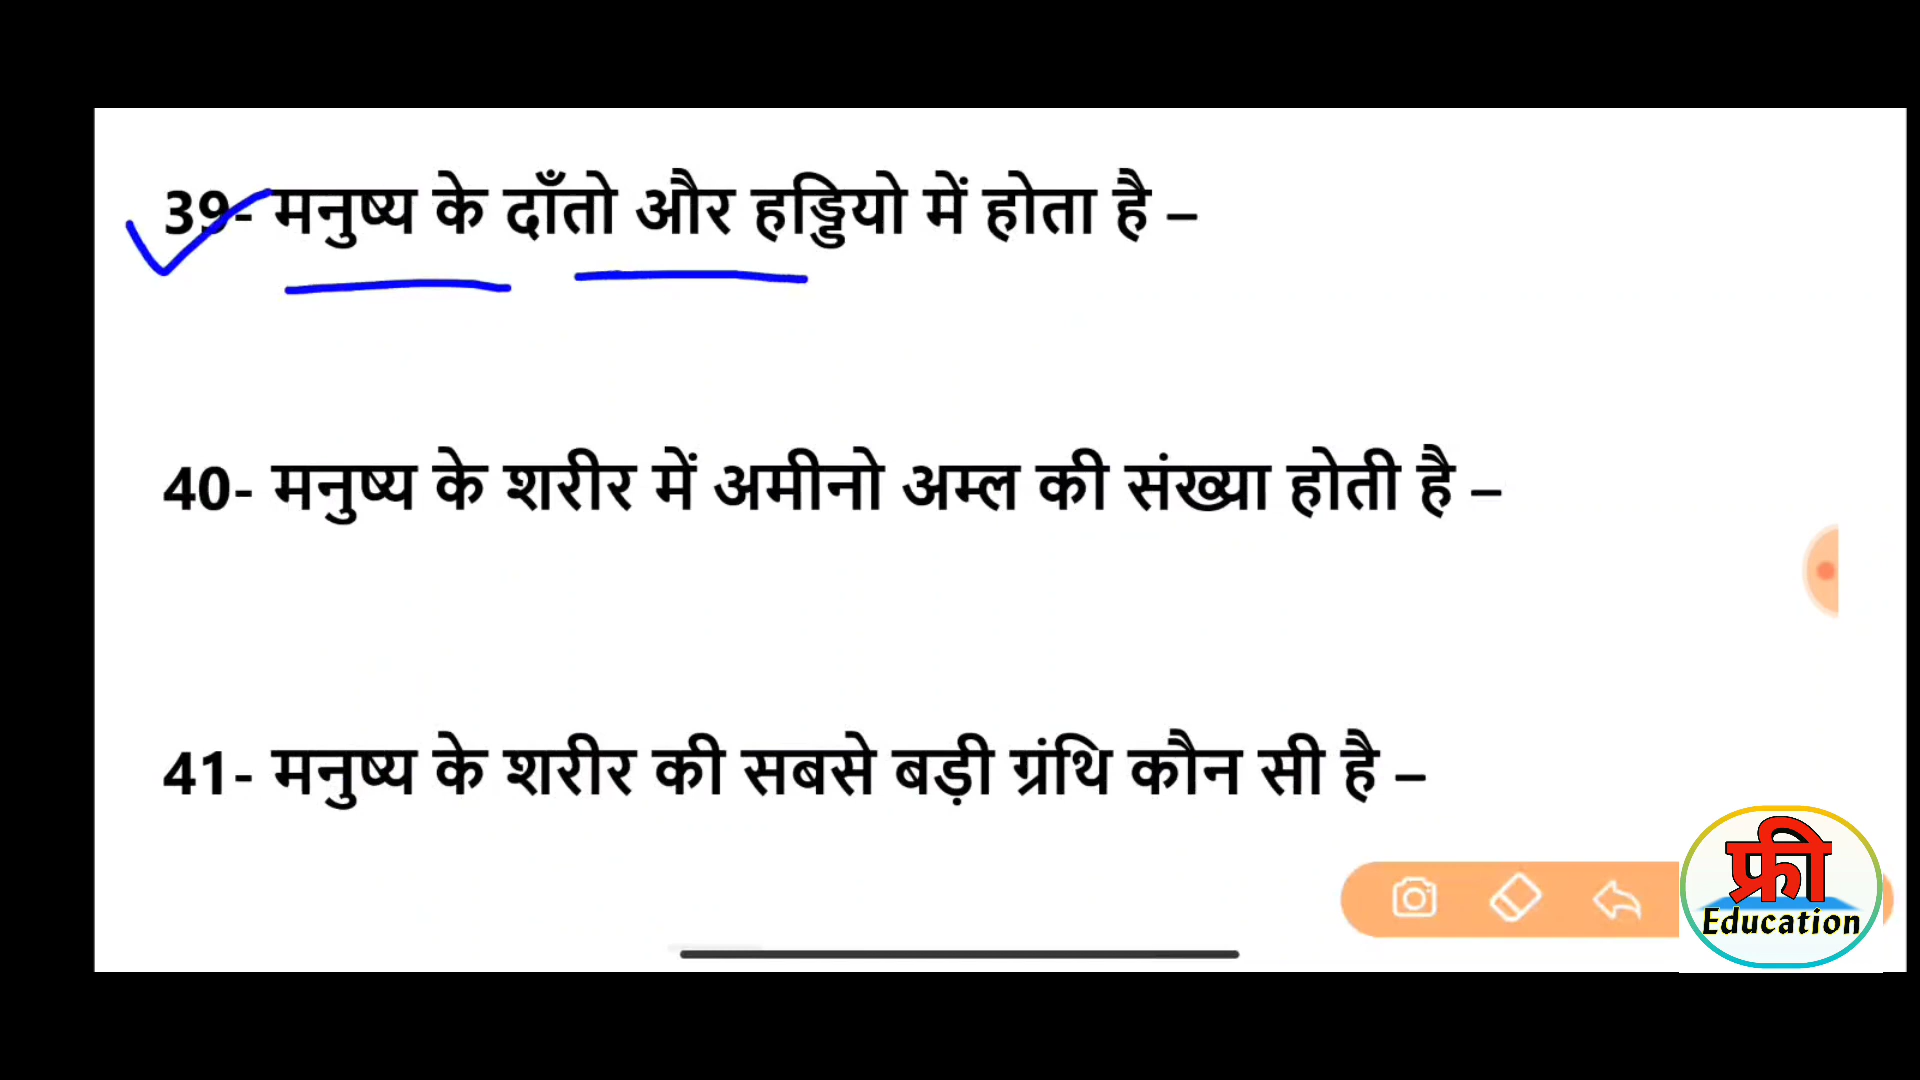 39- मनुष्य के दाँतो और हड्डियो में होता है –
40- मनुष्य के शरीर में अमीनो अम्ल की संख्या होती है –
41- मनुष्य के शरीर की सबसे बड़ी ग्रंथि कौन सी है –
फ्री
Education